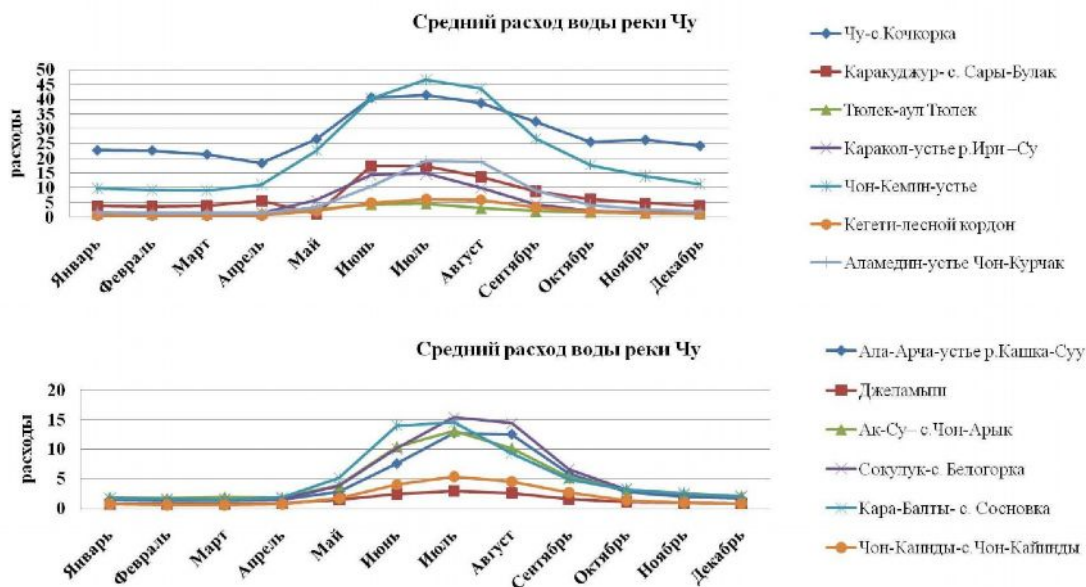 Средний расход воды реки Чу
расходы
50
45
40
35
30
25
20
15
10
5
0
Январь
Февраль
Март
Апрель
Май
Июнь
Июль
Август
Сентябрь
Октябрь
Ноябрь
Декабрь
Чу-с.Кочкорка
Каракуджур- с. Сары-Булак
Тюлек-аул Тюлек
Каракол-устье р.Ири –Су
Чон-Кемин-устье
Кегети-лесной кордон
Аламедин-устье Чон-Курчак
Средний расход воды реки Чу
расходы
20
15
10
5
0
Январь
Февраль
Март
Апрель
Май
Июнь
Июль
Август
Сентябрь
Октябрь
Ноябрь
Декабрь
Ала-Арча-устье р.Кашка-Суу
Джеламыш
Ак-Су– с.Чон-Арык
Сокулук-с. Белогорка
Кара-Балты- с. Сосновка
Чон-Каинды-с.Чон-Кайинды